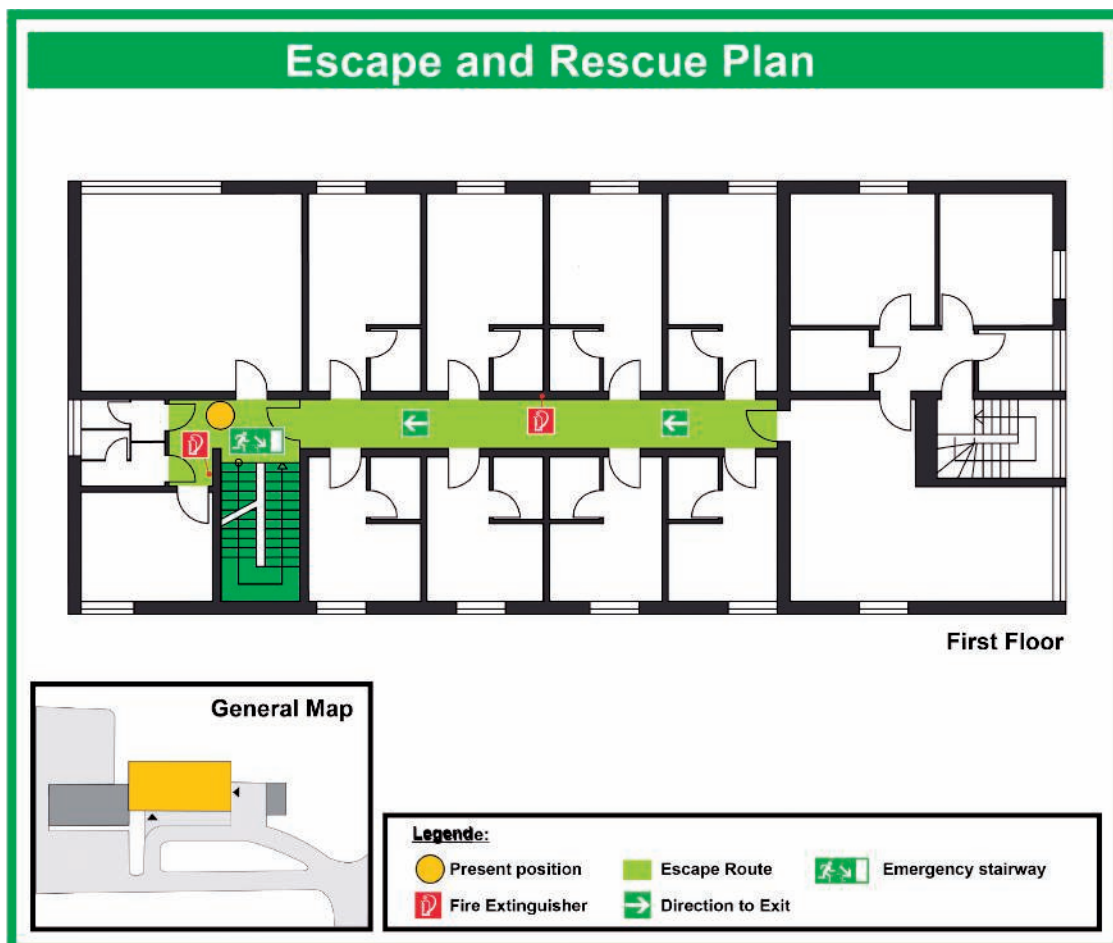 Escape and Rescue Plan
First Floor
General Map
Legende:
Present position
Escape Route
Emergency stairway
Fire Extinguisher
Direction to Exit